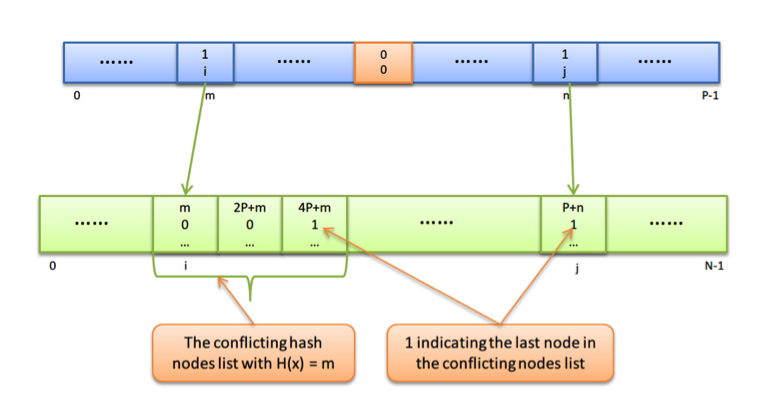 ...... 1 ...... 0 ...... 1 ......
i 0 j
0 m n P-1
...... m 2P+m 4P+m ...... P+n ......
0 0 1 1
... ... ... ...
0 i j N-1
The conflicting hash
nodes list with H(x) = m
1 indicating the last node in
the conflicting nodes list